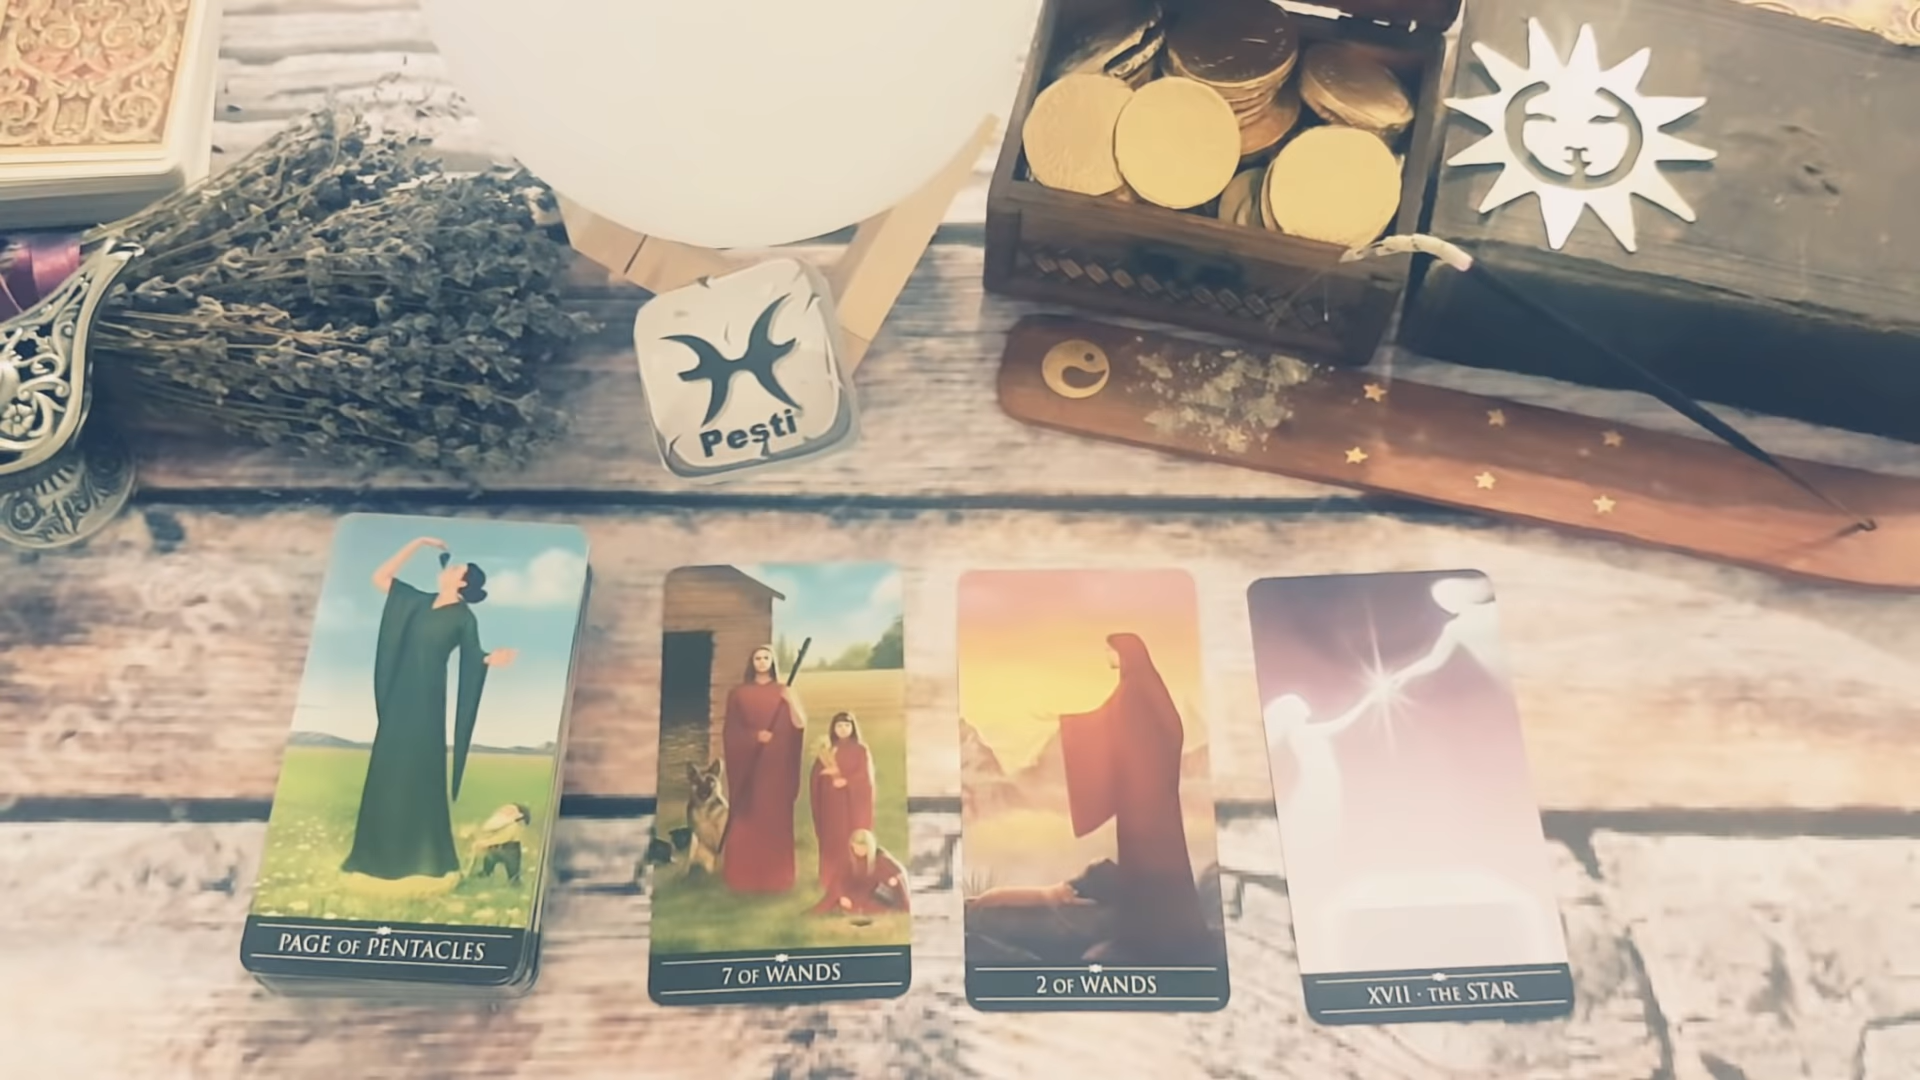 Pești
PAGE OF PENTACLES
7 OF WANDS
2 OF WANDS
XVII · THE STAR